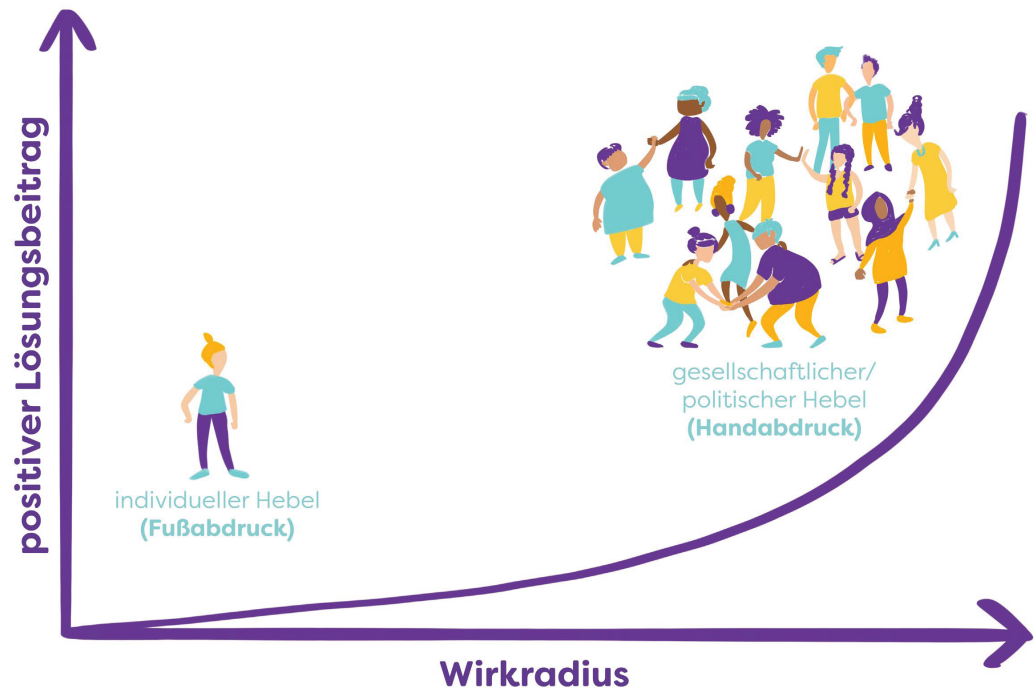 positiver Lösungsbeitrag
individueller Hebel
(Fußabdruck)
gesellschaftlicher/
politischer Hebel
(Handabdruck)
Wirkradius